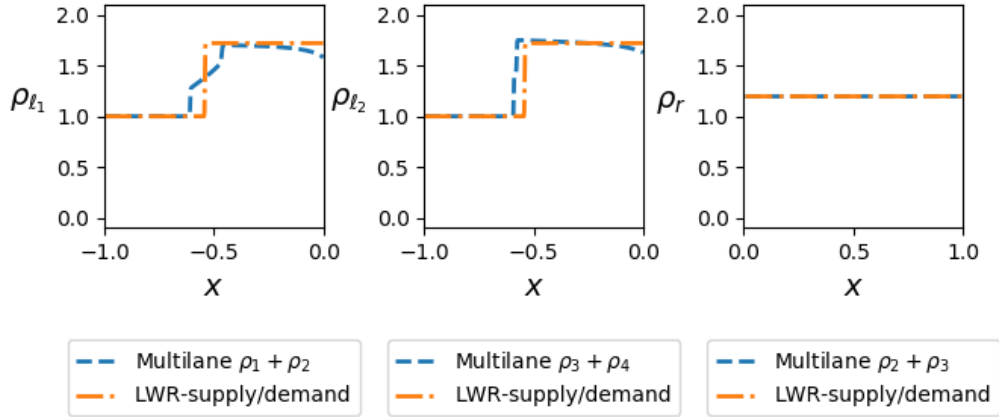 2.0 2.0 2.0
1.5 1.5 1.5
ρℓ₁ ρℓ₂ ρr
1.0 1.0 1.0
0.5 0.5 0.5
0.0 0.0 0.0
−1.0 −0.5 0.0 −1.0 −0.5 0.0 0.0 0.5 1.0
x x x
Multilane ρ₁ + ρ₂ Multilane ρ₃ + ρ₄ Multilane ρ₂ + ρ₃
LWR-supply/demand LWR-supply/demand LWR-supply/demand